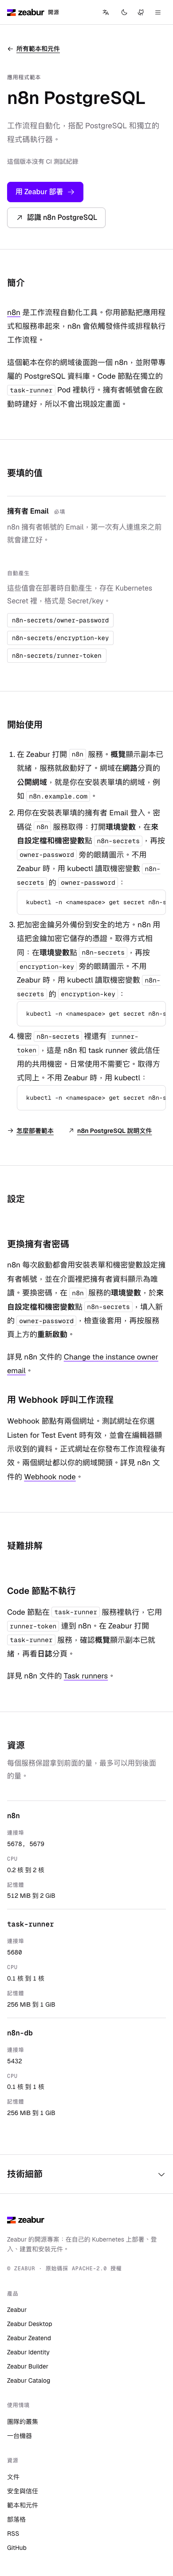 zeabur 開源
← 所有範本和元件
應用程式範本
n8n PostgreSQL
工作流程自動化，搭配 PostgreSQL 和獨立的
程式碼執行器。
這個版本沒有 CI 測試紀錄
用 Zeabur 部署 →
↗ 認識 n8n PostgreSQL
簡介
n8n 是工作流程自動化工具。你用節點把應用程
式和服務串起來，n8n 會依觸發條件或排程執行
工作流程。
這個範本在你的網域後面跑一個 n8n，並附帶專
屬的 PostgreSQL 資料庫。Code 節點在獨立的
task-runner Pod 裡執行。擁有者帳號會在啟
動時建好，所以不會出現設定畫面。
要填的值
擁有者 Email 必填
n8n 擁有者帳號的 Email，第一次有人連進來之前
就會建立好。
自動產生
這些值會在部署時自動產生，存在 Kubernetes
Secret 裡，格式是 Secret/key。
n8n-secrets/owner-password
n8n-secrets/encryption-key
n8n-secrets/runner-token
開始使用
1. 在 Zeabur 打開 n8n 服務。概覽顯示副本已
就緒，服務就啟動好了。網域在網路分頁的
公開網域，就是你在安裝表單填的網域，例
如 n8n.example.com 。
2. 用你在安裝表單填的擁有者 Email 登入。密
碼從 n8n 服務取得：打開環境變數，在來
自設定檔和機密變數點 n8n-secrets ，再按
owner-password 旁的眼睛圖示。不用
Zeabur 時，用 kubectl 讀取機密變數 n8n-
secrets 的 owner-password ：
kubectl -n <namespace> get secret n8n-s
3. 把加密金鑰另外備份到安全的地方。n8n 用
這把金鑰加密它儲存的憑證。取得方式相
同：在環境變數點 n8n-secrets ，再按
encryption-key 旁的眼睛圖示。不用
Zeabur 時，用 kubectl 讀取機密變數 n8n-
secrets 的 encryption-key ：
kubectl -n <namespace> get secret n8n-s
4. 機密 n8n-secrets 裡還有 runner-
token ，這是 n8n 和 task runner 彼此信任
用的共用機密。日常使用不需要它。取得方
式同上。不用 Zeabur 時，用 kubectl：
kubectl -n <namespace> get secret n8n-s
→ 怎麼部署範本 ↗ n8n PostgreSQL 說明文件
設定
更換擁有者密碼
n8n 每次啟動都會用安裝表單和機密變數設定擁
有者帳號，並在介面裡把擁有者資料顯示為唯
讀。要換密碼，在 n8n 服務的環境變數，於來
自設定檔和機密變數點 n8n-secrets ，填入新
的 owner-password ，檢查後套用，再按服務
頁上方的重新啟動。
詳見 n8n 文件的 Change the instance owner
email。
用 Webhook 呼叫工作流程
Webhook 節點有兩個網址。測試網址在你選
Listen for Test Event 時有效，並會在編輯器顯
示收到的資料。正式網址在你發布工作流程後有
效。兩個網址都以你的網域開頭。詳見 n8n 文
件的 Webhook node。
疑難排解
Code 節點不執行
Code 節點在 task-runner 服務裡執行，它用
runner-token 連到 n8n。在 Zeabur 打開
task-runner 服務，確認概覽顯示副本已就
緒，再看日誌分頁。
詳見 n8n 文件的 Task runners。
資源
每個服務保證拿到前面的量，最多可以用到後面
的量。
n8n
連接埠
5678, 5679
CPU
0.2 核 到 2 核
記憶體
512 MiB 到 2 GiB
task-runner
連接埠
5680
CPU
0.1 核 到 1 核
記憶體
256 MiB 到 1 GiB
n8n-db
連接埠
5432
CPU
0.1 核 到 1 核
記憶體
256 MiB 到 1 GiB
技術細節
zeabur
Zeabur 的開源專案：在自己的 Kubernetes 上部署、登
入、建置和安裝元件。
© ZEABUR · 原始碼採 APACHE-2.0 授權
產品
Zeabur
Zeabur Desktop
Zeabur Zeatend
Zeabur Identity
Zeabur Builder
Zeabur Catalog
使用情境
團隊的叢集
一台機器
資源
文件
安全與信任
範本和元件
部落格
RSS
GitHub